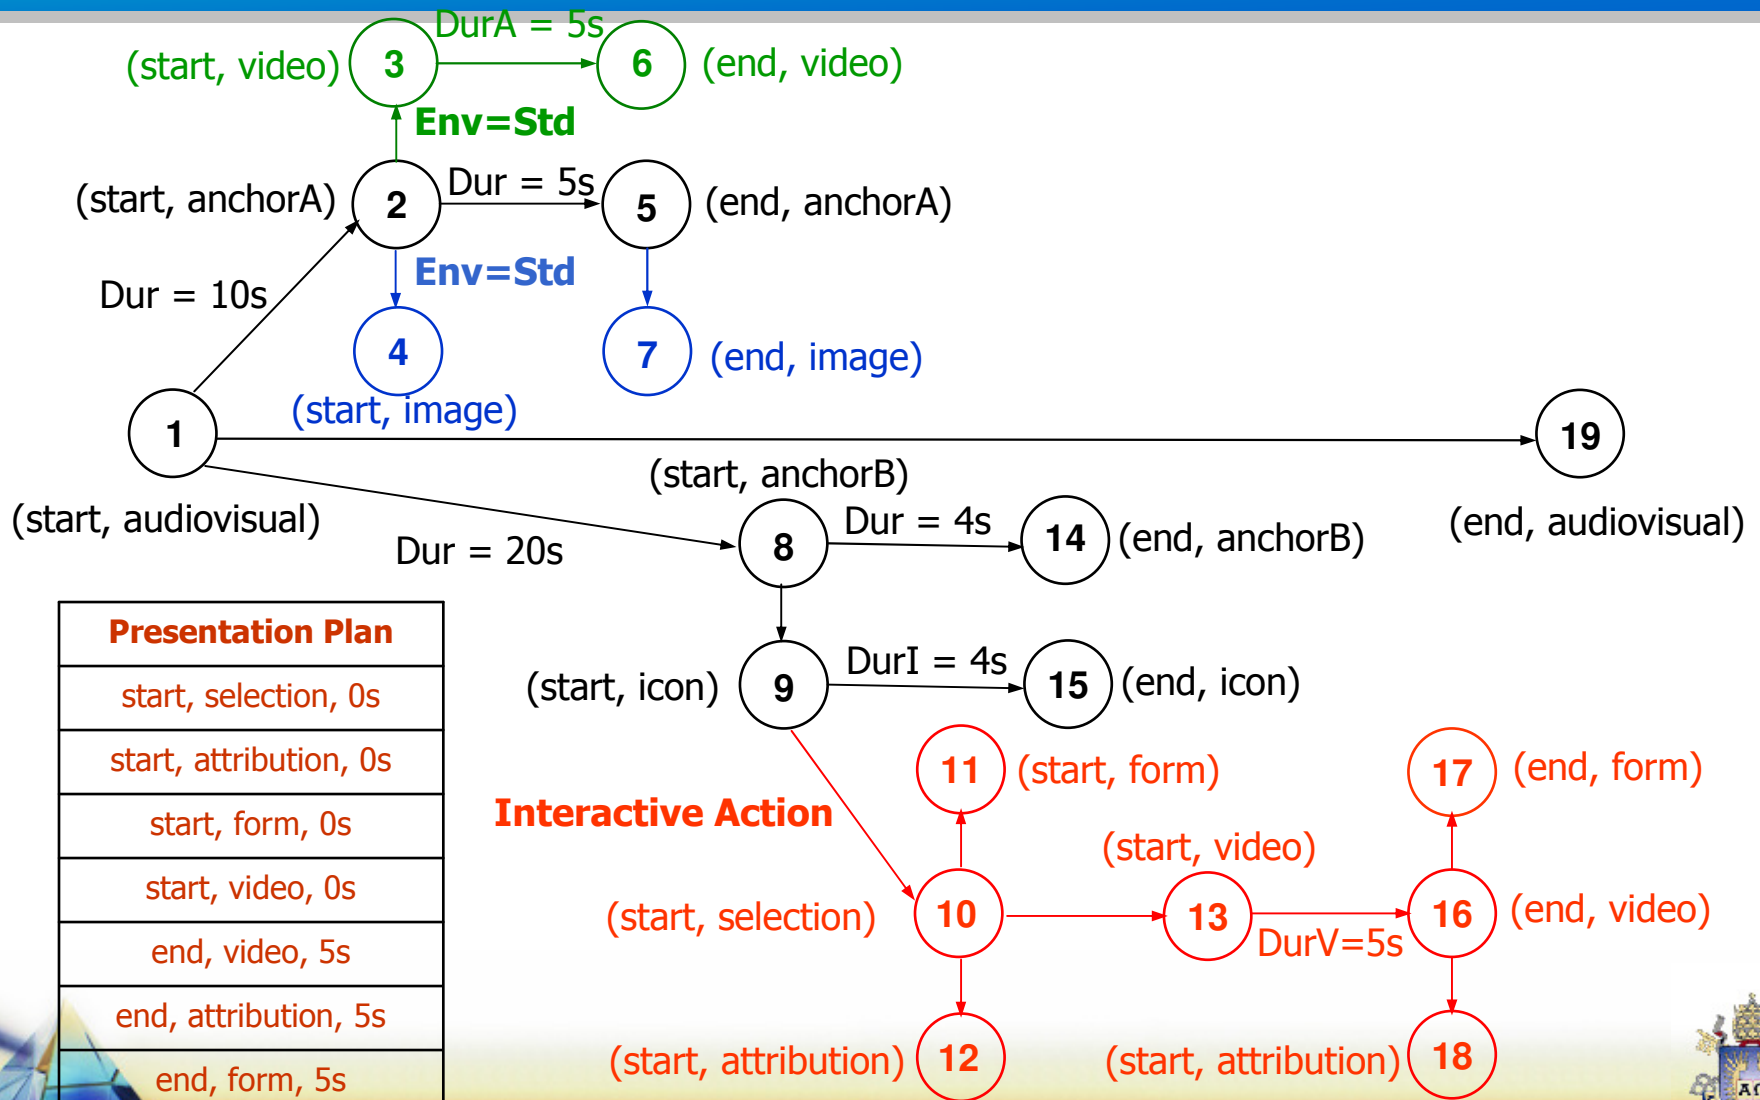 DurA = 5s
(start, video) 3 6 (end, video)
Env=Std
(start, anchorA) 2 Dur = 5s 5 (end, anchorA)
Env=Std
Dur = 10s
4 7 (end, image)
(start, image)
1 19
(start, audiovisual) (end, audiovisual)
(start, anchorB)
Dur = 20s 8 Dur = 4s 14 (end, anchorB)
(start, icon) 9 DurI = 4s 15 (end, icon)
Presentation Plan
start, selection, 0s
start, attribution, 0s
start, form, 0s
start, video, 0s
end, video, 5s
end, attribution, 5s
end, form, 5s
11 (start, form) 17 (end, form)
Interactive Action
(start, video)
(start, selection) 10 13 16 (end, video)
DurV=5s
(start, attribution) 12 (start, attribution) 18